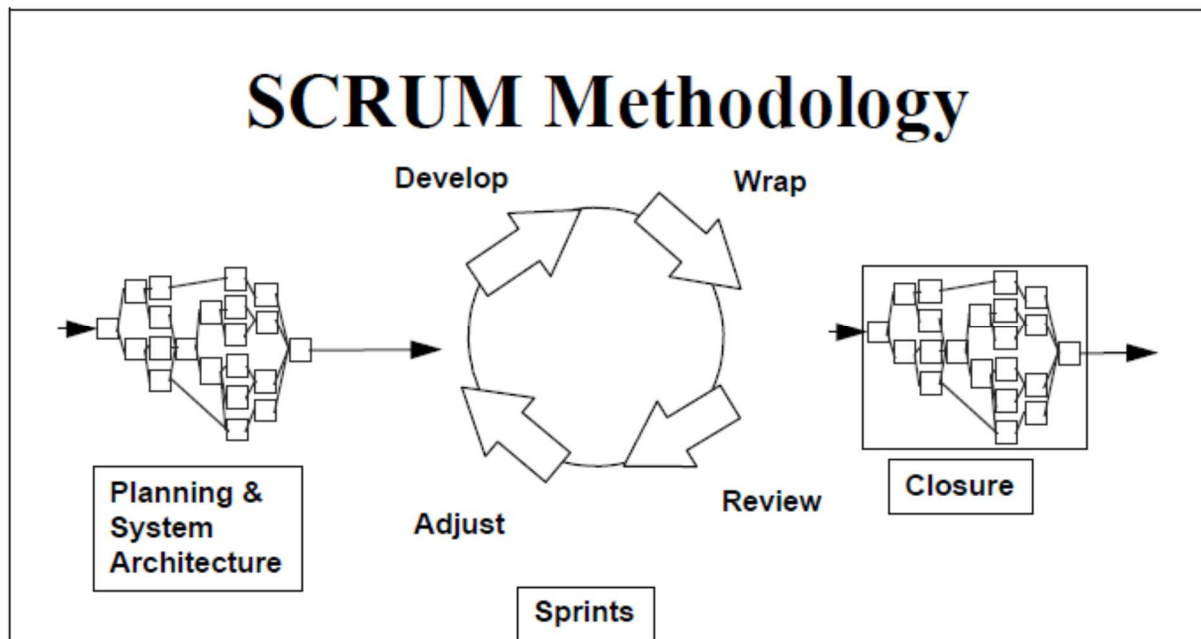 SCRUM Methodology
Develop
Wrap
Planning &
System
Architecture
Adjust
Review
Closure
Sprints